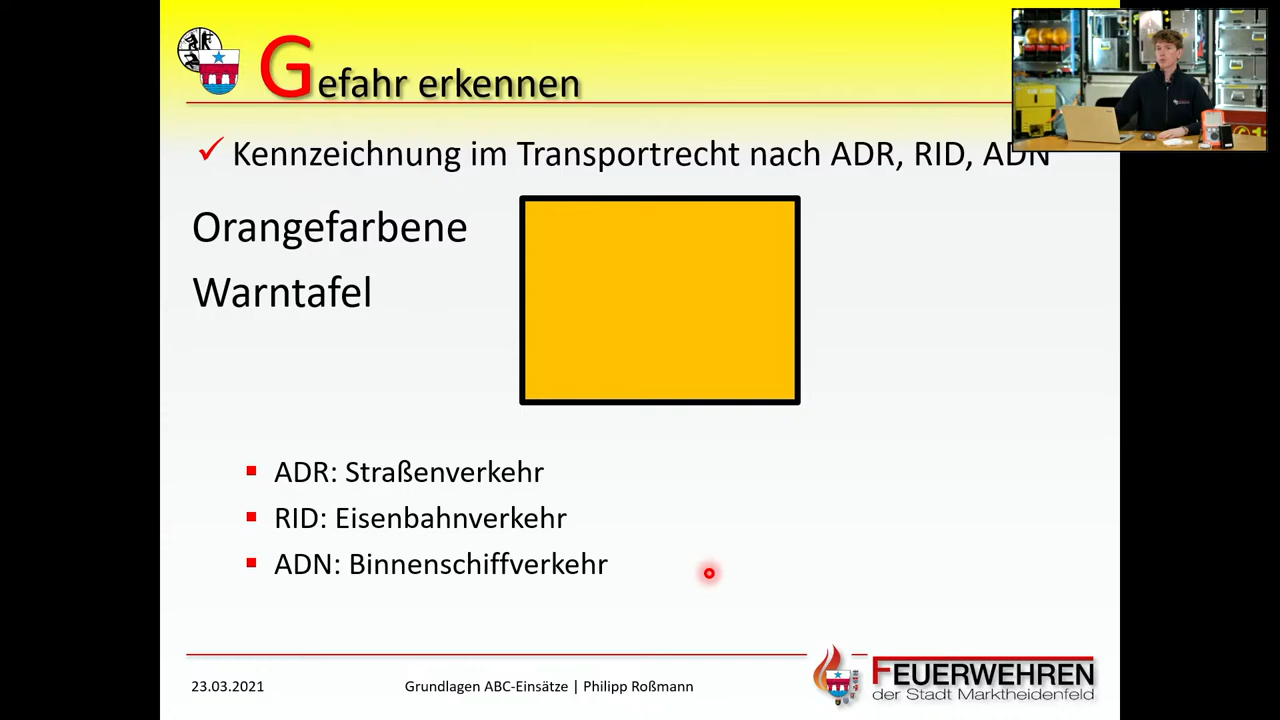 Gefahr erkennen
Kennzeichnung im Transportrecht nach ADR, RID, ADN
Orangefarbene
Warntafel
ADR: Straßenverkehr
RID: Eisenbahnverkehr
ADN: Binnenschiffverkehr
23.03.2021
Grundlagen ABC-Einsätze | Philipp Roßmann
FEUERWEHREN
der Stadt Marktheidenfeld